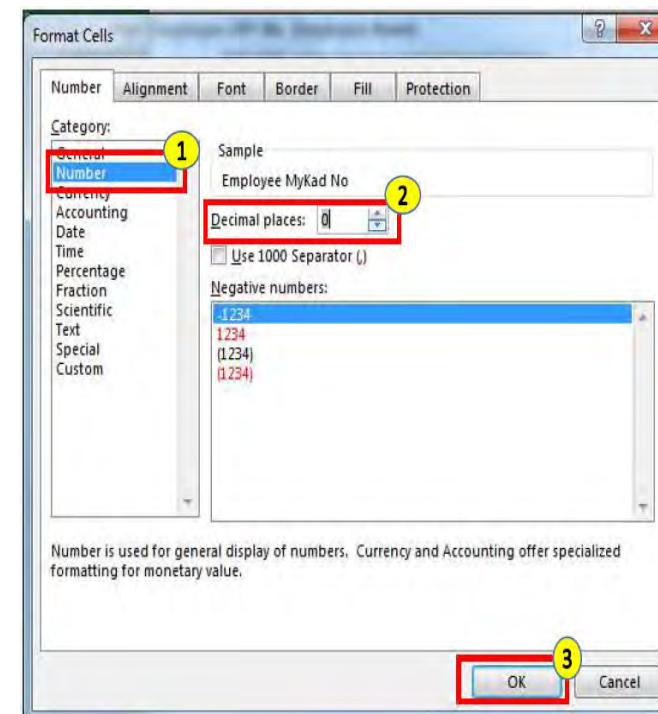 Format Cells
Number Alignment Font Border Fill Protection
Category:
General
Number
Currency
Accounting
Date
Time
Percentage
Fraction
Scientific
Text
Special
Custom
1
Sample
Employee MyKad No
2
Decimal places: 0
Use 1000 Separator (,)
Negative numbers:
-1234
1234
(1234)
(1234)
Number is used for general display of numbers. Currency and Accounting offer specialized
formatting for monetary value.
3
OK Cancel